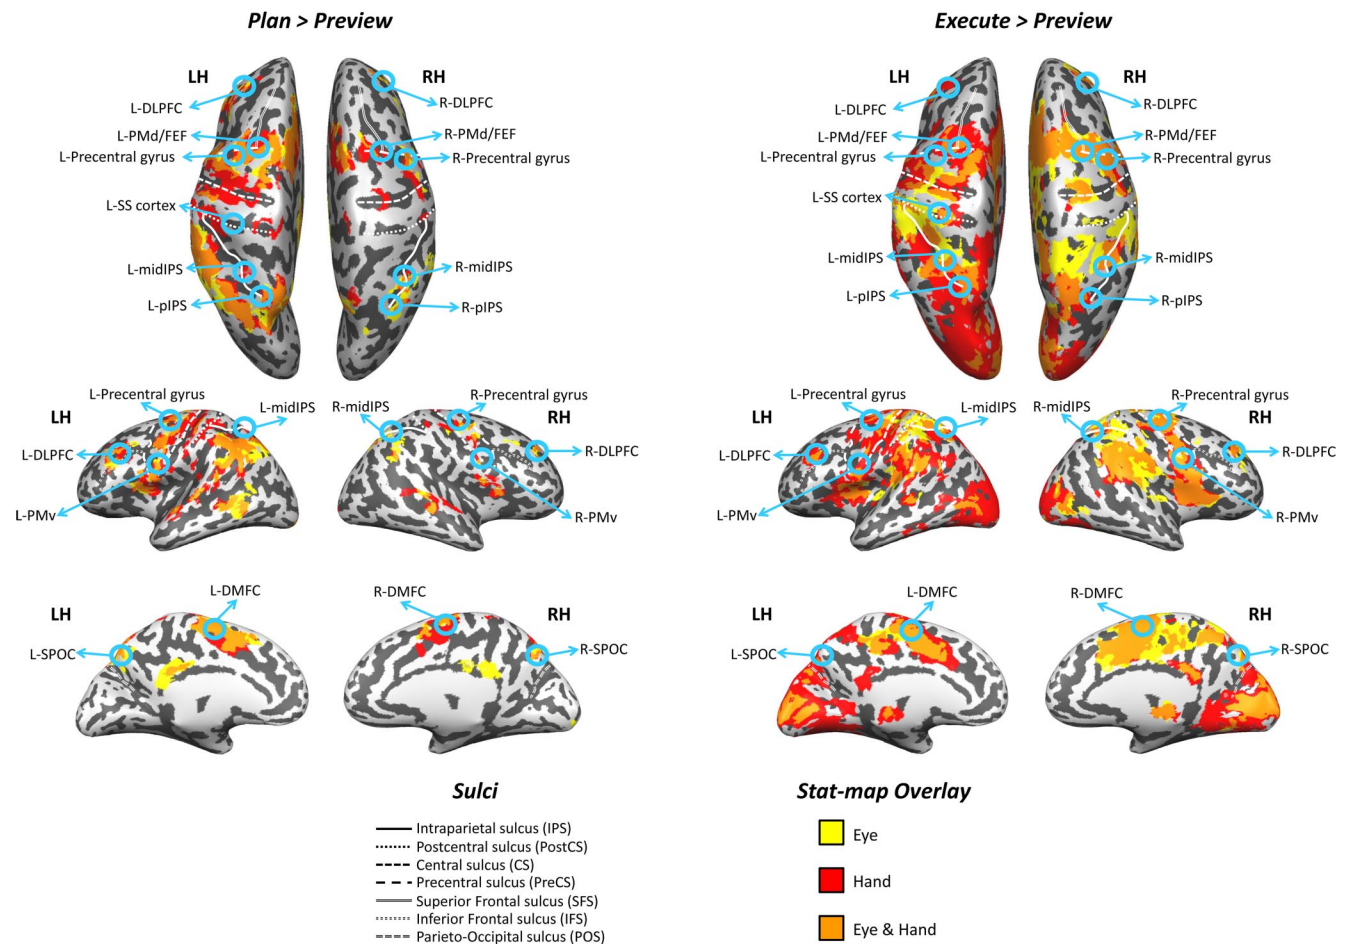 Plan > Preview
Execute > Preview
LH
RH
L-DLPFC
R-DLPFC
L-PMd/FEF
R-PMd/FEF
L-Precentral gyrus
R-Precentral gyrus
L-SS cortex
L-midIPS
R-midIPS
L-pIPS
R-pIPS
LH
RH
L-DLPFC
R-DLPFC
L-PMd/FEF
R-PMd/FEF
L-Precentral gyrus
R-Precentral gyrus
L-SS cortex
L-midIPS
R-midIPS
L-pIPS
R-pIPS
L-Precentral gyrus
R-Precentral gyrus
LH
L-midIPS
R-midIPS
RH
L-DLPFC
R-DLPFC
L-PMv
R-PMv
L-Precentral gyrus
R-Precentral gyrus
LH
L-midIPS
R-midIPS
RH
L-DLPFC
R-DLPFC
L-PMv
R-PMv
L-DMFC
R-DMFC
LH
RH
L-SPOC
R-SPOC
L-DMFC
R-DMFC
LH
RH
L-SPOC
R-SPOC
Sulci
Intraparietal sulcus (IPS)
Postcentral sulcus (PostCS)
Central sulcus (CS)
Precentral sulcus (PreCS)
Superior Frontal sulcus (SFS)
Inferior Frontal sulcus (IFS)
Parieto-Occipital sulcus (POS)
Stat-map Overlay
Eye
Hand
Eye & Hand